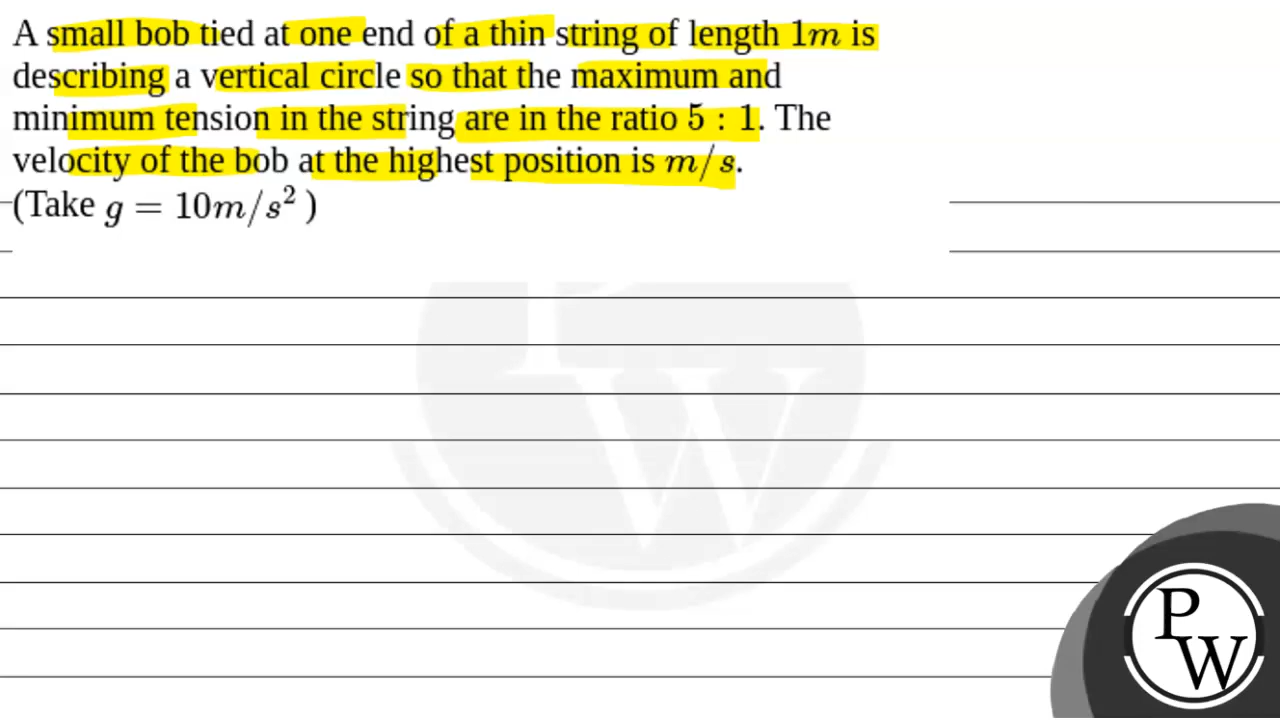 A small bob tied at one end of a thin string of length 1m is
describing a vertical circle so that the maximum and
minimum tension in the string are in the ratio 5 : 1. The
velocity of the bob at the highest position is m/s.
(Take g = 10m/s² )
W
P
W